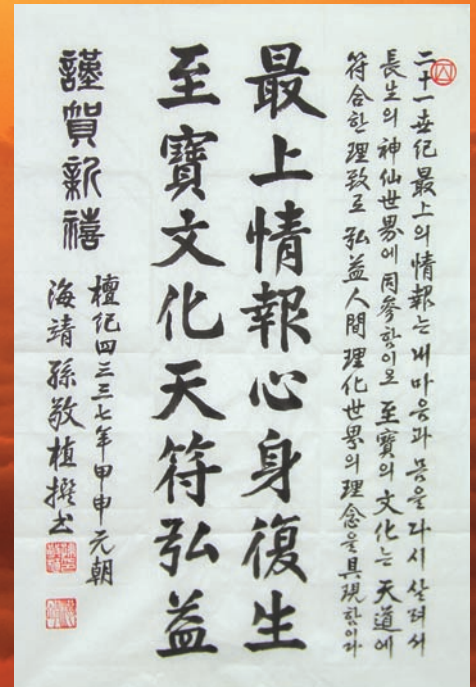 二十一世紀 最上의 情報는 내 마음과 몸을 다시 살려서
長生의 神仙世界에 同參함이오 至寶의 文化는 天道에
符合한 理致로 弘益人間 理化世界의 理念을 具現함이라
最上情報心身復生
至寶文化天符弘益
謹賀新禧
檀紀四三三七年甲申元朝
海靖 孫敬植 撰書